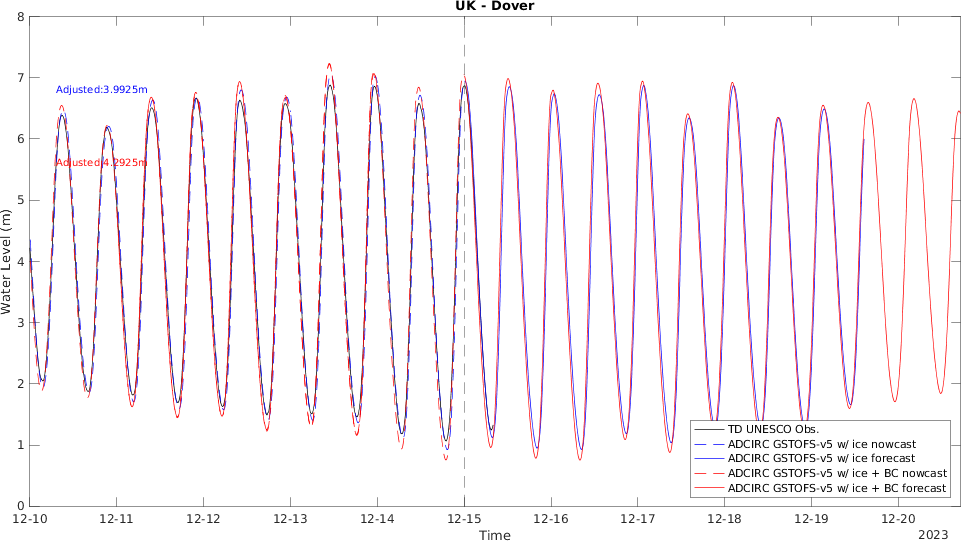 UK - Dover
8
7
6
5
4
3
2
1
0
Water Level (m)
Adjusted:3.9925m
Adjusted:4.2925m
TD UNESCO Obs.
ADCIRC GSTOFS-v5 w/ ice nowcast
ADCIRC GSTOFS-v5 w/ ice forecast
ADCIRC GSTOFS-v5 w/ ice + BC nowcast
ADCIRC GSTOFS-v5 w/ ice + BC forecast
12-10 12-11 12-12 12-13 12-14 12-15 12-16 12-17 12-18 12-19 12-20
Time
2023